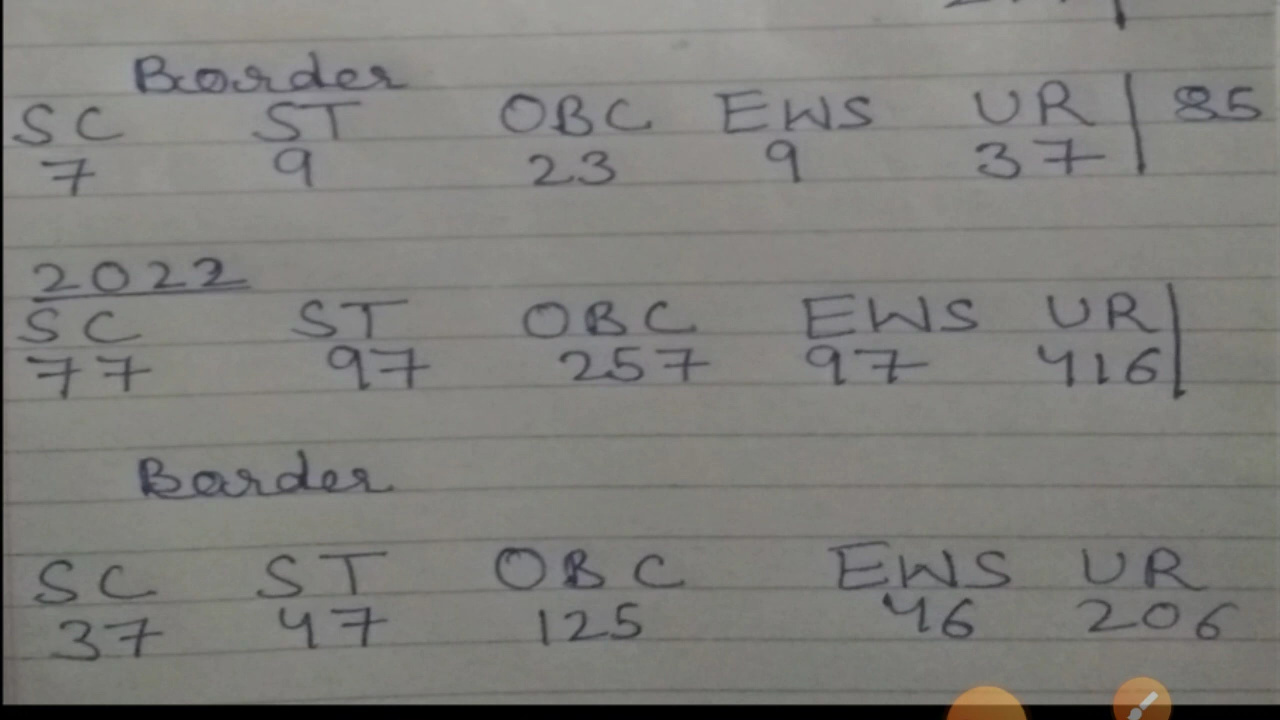 Border
SC ST OBC EWS UR | 85
7 9 23 9 37
2022
SC ST OBC EWS UR
77 97 257 97 416
Border
SC ST OBC EWS UR
37 47 125 46 206